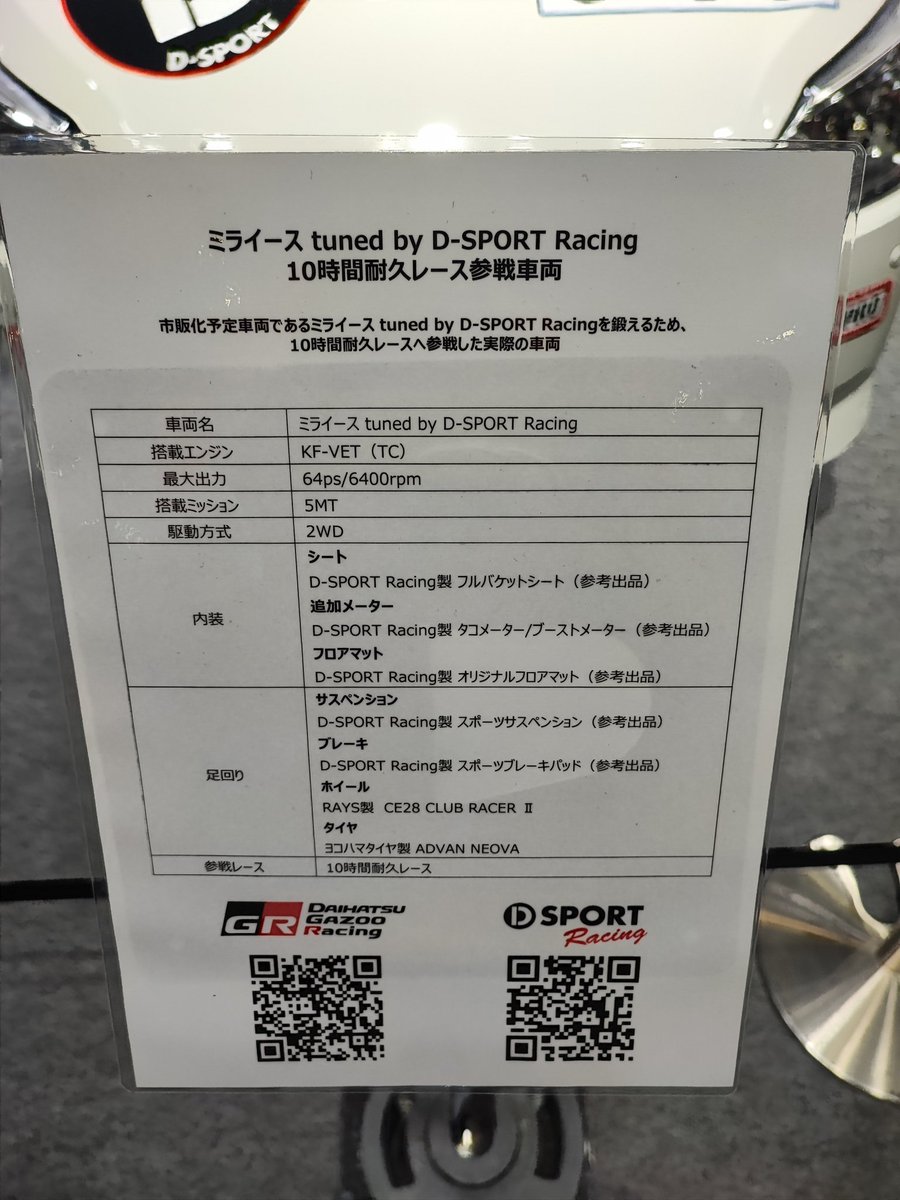 D-SPORT
ミライース tuned by D-SPORT Racing
10時間耐久レース参戦車両
市販化予定車両であるミライース tuned by D-SPORT Racingを鍛えるため、
10時間耐久レースへ参戦した実際の車両
車両名 ミライース tuned by D-SPORT Racing
搭載エンジン KF-VET（TC）
最大出力 64ps/6400rpm
搭載ミッション 5MT
駆動方式 2WD
内装
シート
D-SPORT Racing製 フルバケットシート（参考出品）
追加メーター
D-SPORT Racing製 タコメーター/ブーストメーター（参考出品）
フロアマット
D-SPORT Racing製 オリジナルフロアマット（参考出品）
足回り
サスペンション
D-SPORT Racing製 スポーツサスペンション（参考出品）
ブレーキ
D-SPORT Racing製 スポーツブレーキパッド（参考出品）
ホイール
RAYS製 CE28 CLUB RACER Ⅱ
タイヤ
ヨコハマタイヤ製 ADVAN NEOVA
参戦レース 10時間耐久レース
GR DAIHATSU
GAZOO
Racing
D SPORT
Racing